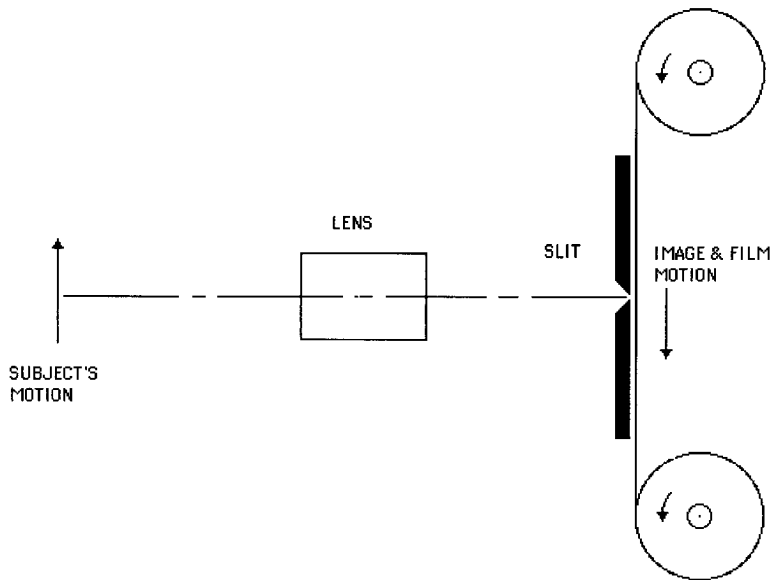 LENS
SLIT
IMAGE & FILM
MOTION
SUBJECT'S
MOTION